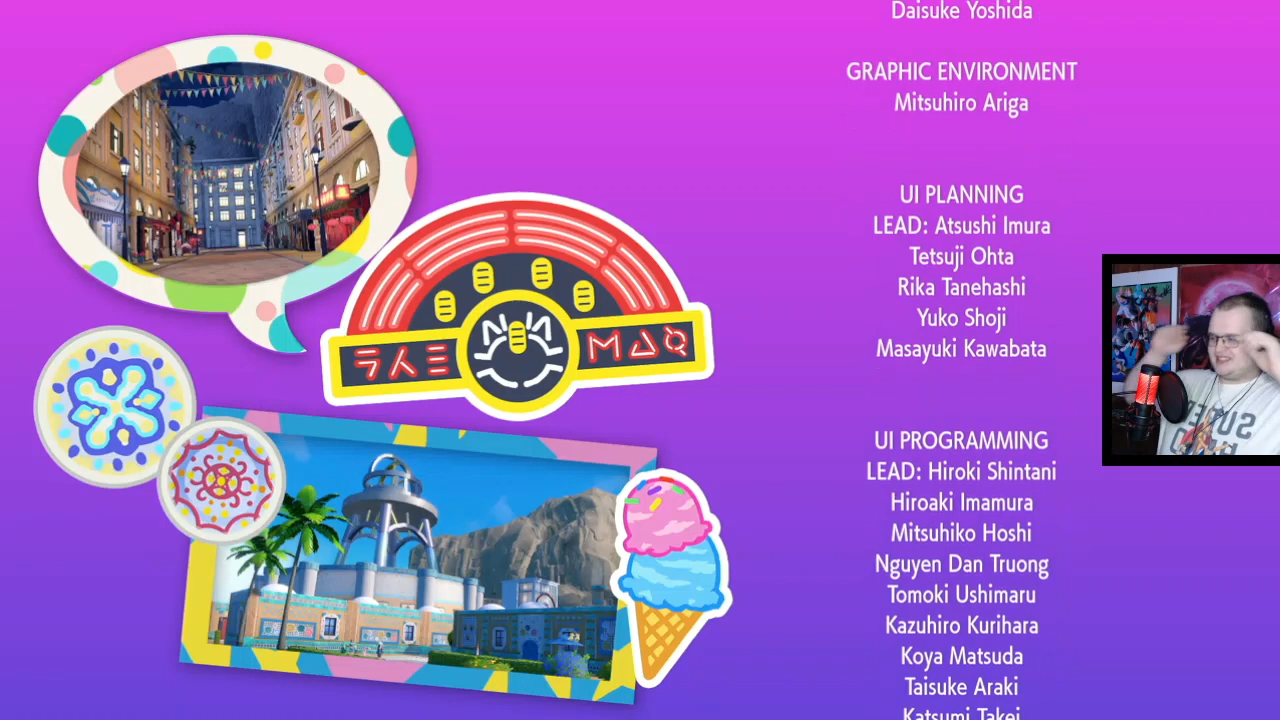 Daisuke Yoshida
GRAPHIC ENVIRONMENT
Mitsuhiro Ariga
UI PLANNING
LEAD: Atsushi Imura
Tetsuji Ohta
Rika Tanehashi
Yuko Shoji
Masayuki Kawabata
UI PROGRAMMING
LEAD: Hiroki Shintani
Hiroaki Imamura
Mitsuhiko Hoshi
Nguyen Dan Truong
Tomoki Ushimaru
Kazuhiro Kurihara
Koya Matsuda
Taisuke Araki
Katsumi Takei